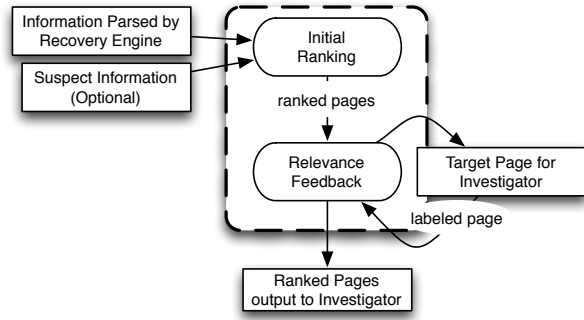 Information Parsed by
Recovery Engine
Suspect Information
(Optional)
Initial
Ranking
ranked pages
Relevance
Feedback
Target Page for
Investigator
labeled page
Ranked Pages
output to Investigator